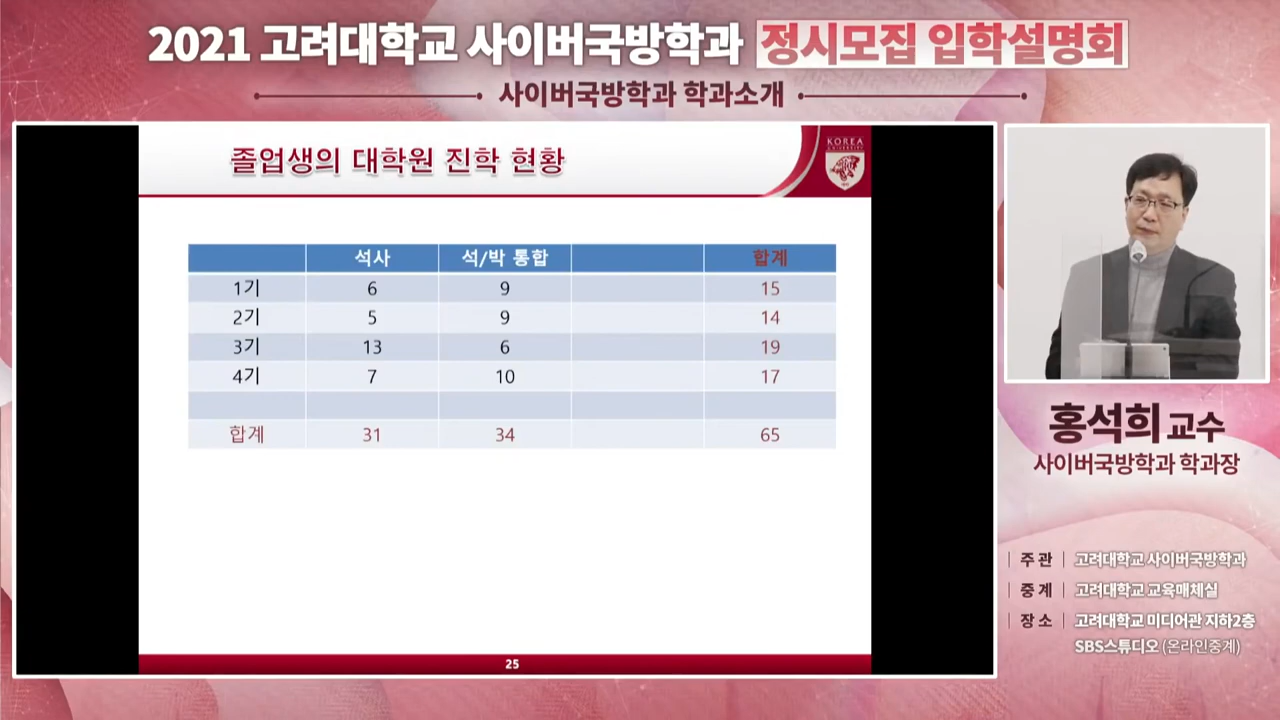 2021 고려대학교 사이버국방학과 정시모집 입학설명회
사이버국방학과 학과소개
졸업생의 대학원 진학 현황
KOREA
UNIVERSITY
석사 석/박 통합 합계
1기 6 9 15
2기 5 9 14
3기 13 6 19
4기 7 10 17
합계 31 34 65
25
홍석희 교수
사이버국방학과 학과장
주 관 고려대학교 사이버국방학과
중 계 고려대학교 교육매체실
장 소 고려대학교 미디어관 지하2층
SBS스튜디오 (온라인중계)